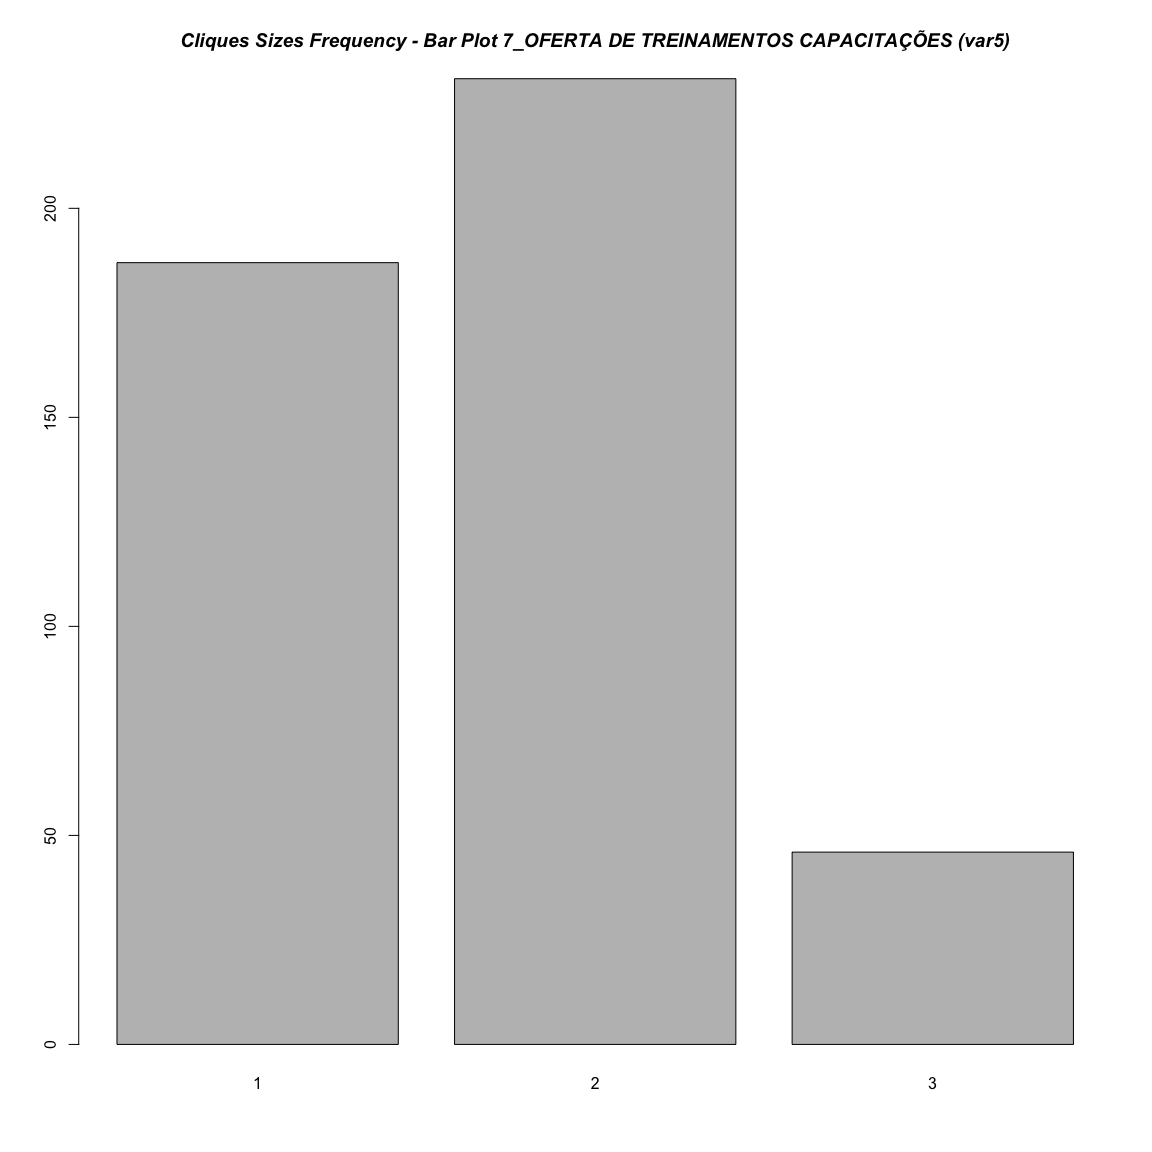 Cliques Sizes Frequency - Bar Plot 7_OFERTA DE TREINAMENTOS CAPACITAÇÕES (var5)
200
150
100
50
0
1 2 3